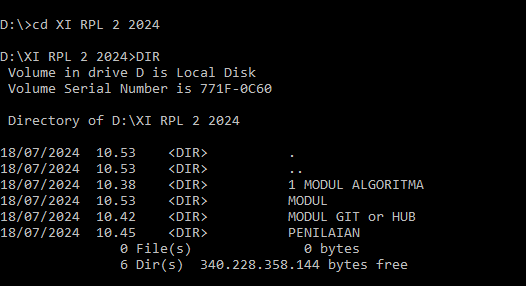 D:\>cd XI RPL 2 2024
D:\XI RPL 2 2024>DIR
Volume in drive D is Local Disk
Volume Serial Number is 771F-0C60
Directory of D:\XI RPL 2 2024
18/07/2024  10.53    <DIR>          .
18/07/2024  10.53    <DIR>          ..
18/07/2024  10.38    <DIR>          1 MODUL ALGORITMA
18/07/2024  10.53    <DIR>          MODUL
18/07/2024  10.42    <DIR>          MODUL GIT or HUB
18/07/2024  10.45    <DIR>          PENILAIAN
0 File(s)              0 bytes
6 Dir(s)  340.228.358.144 bytes free